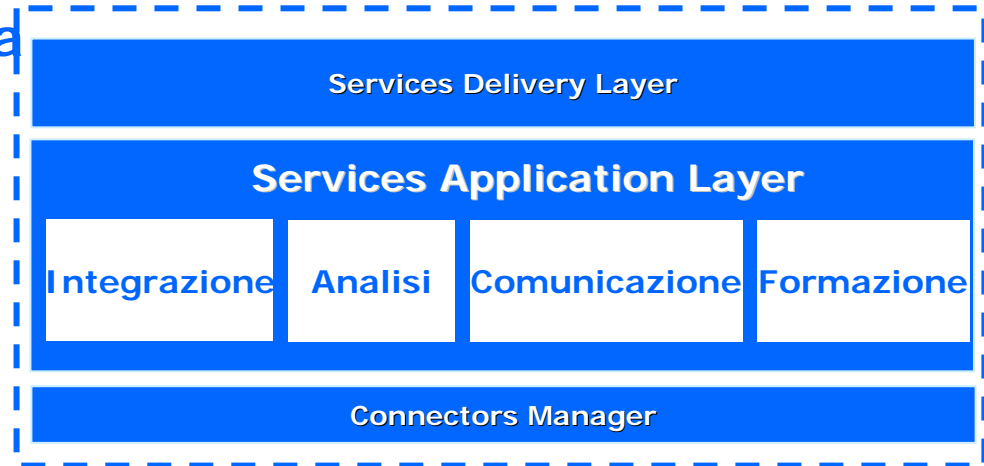 a
Services Delivery Layer
Services Application Layer
Integrazione Analisi Comunicazione Formazione
Connectors Manager